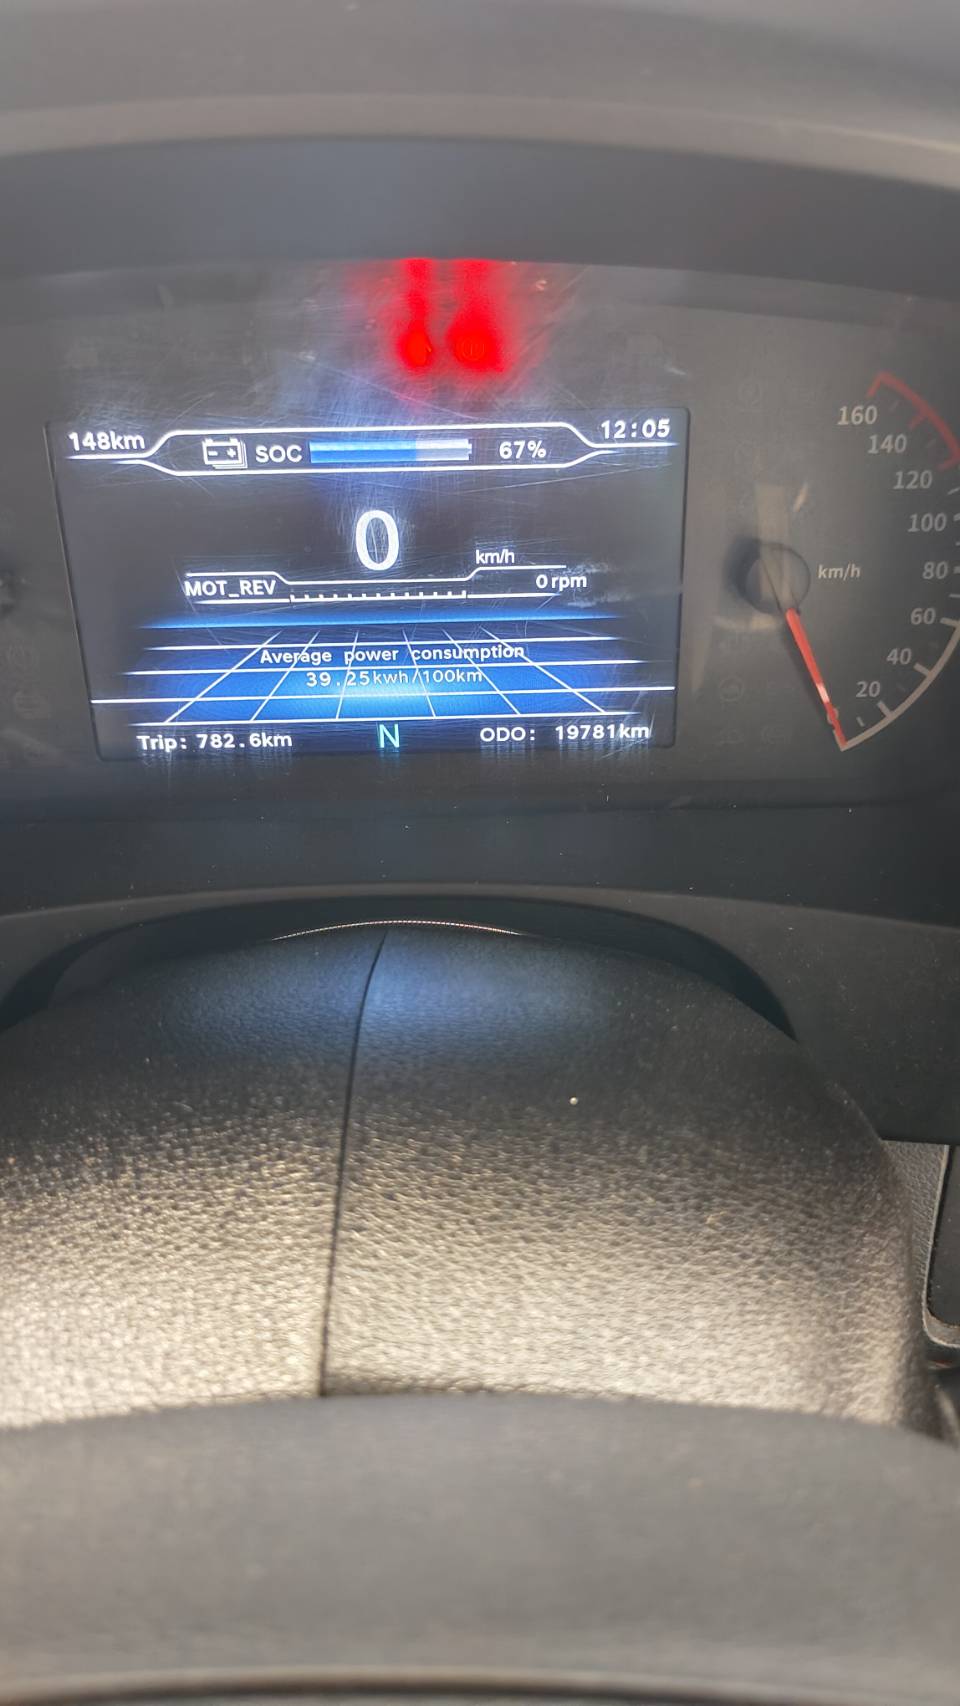 148km
SOC
67%
12:05
0
km/h
MOT_REV
0 rpm
Average power consumption
39.25kwh/100km
Trip: 782.6km
N
ODO: 19781km
160
140
120
100
80
60
40
20
km/h